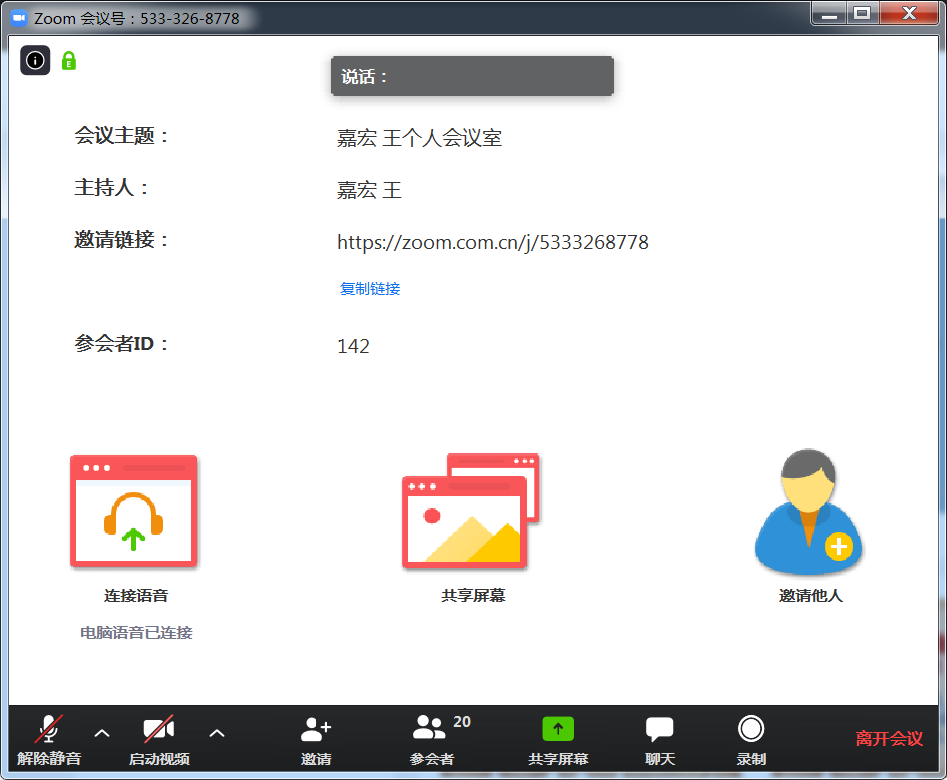 Zoom 会议号：533-326-8778
说话：
会议主题：
嘉宏 王个人会议室
主持人：
嘉宏 王
邀请链接：
https://zoom.com.cn/j/5333268778
复制链接
参会者ID：
142
连接语音
共享屏幕
邀请他人
电脑语音已连接
解除静音
启动视频
邀请
参会者
20
共享屏幕
聊天
录制
离开会议